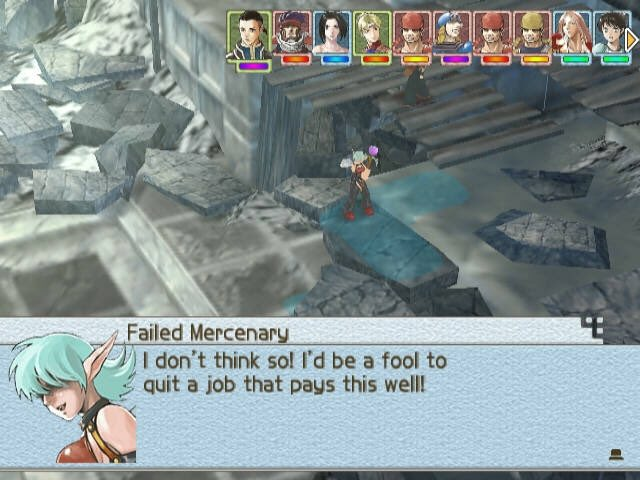 Failed Mercenary
I don't think so! I'd be a fool to
quit a job that pays this well!